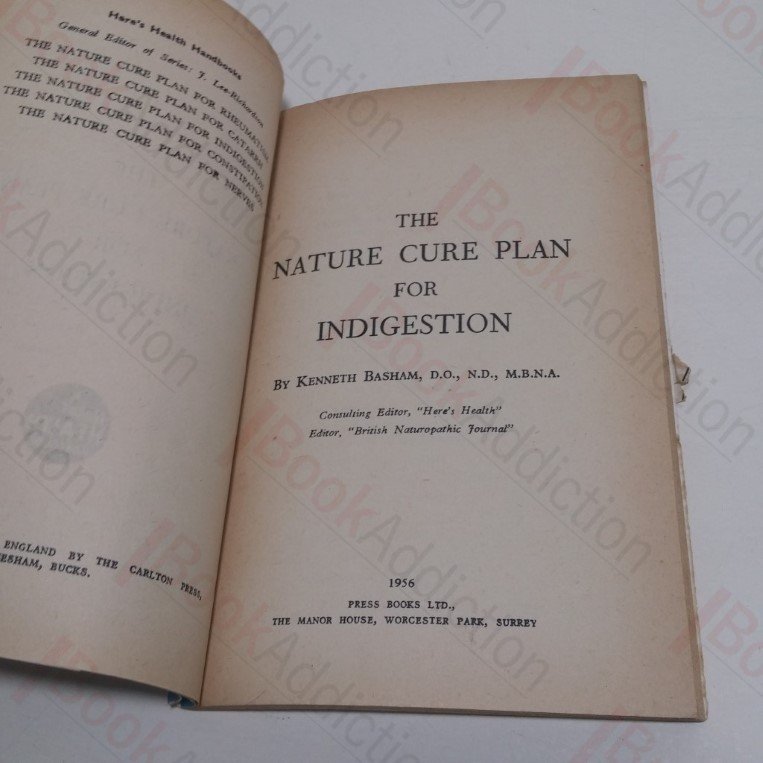 Here's Health Handbooks
General Editor of Series: J. Lee-Richardson
THE NATURE CURE PLAN FOR RHEUMATISM
THE NATURE CURE PLAN FOR CATARRH
THE NATURE CURE PLAN FOR INDIGESTION
THE NATURE CURE PLAN FOR CONSTIPATION
THE NATURE CURE PLAN FOR NERVES
ENGLAND BY THE CARLTON PRESS,
ESHAM, BUCKS.
THE
NATURE CURE PLAN
FOR
INDIGESTION
BY KENNETH BASHAM, D.O., N.D., M.B.N.A.
Consulting Editor, "Here's Health"
Editor, "British Naturopathic Journal"
1956
PRESS BOOKS LTD.,
THE MANOR HOUSE, WORCESTER PARK, SURREY
BookAddiction